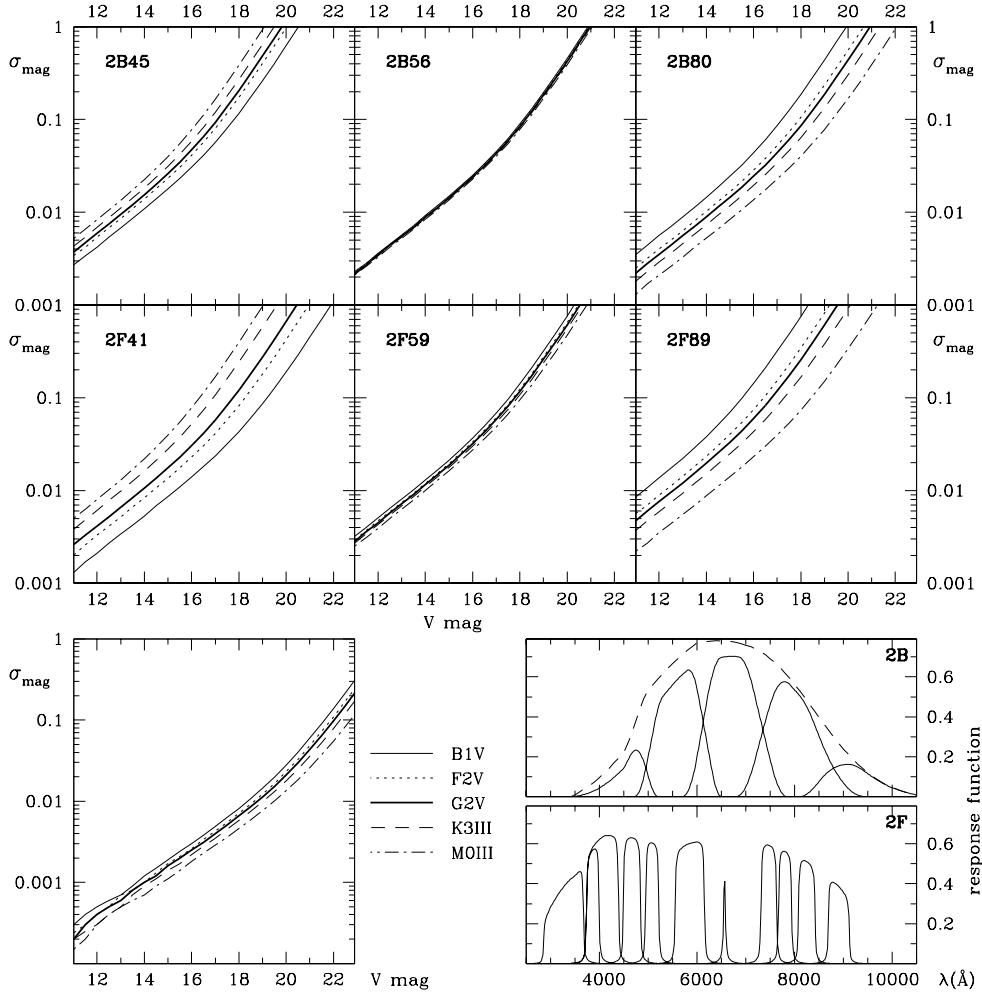 1 1
σmag 2B45 2B56 2B80 σmag
0.1 0.1
0.01 0.01
12 14 16 18 20 22 12 14 16 18 20 22 12 14 16 18 20 22
0.001 0.001
σmag 2F41 2F59 2F89 σmag
0.1 0.1
0.01 0.01
0.001 0.001
12 14 16 18 20 22 12 14 16 18 20 22 12 14 16 18 20 22
V mag
1
σmag
0.1
0.01
0.001
12 14 16 18 20 22
V mag
B1V
F2V
G2V
K3III
M0III
2B
0.6
0.4
0.2
2F
0.6
0.4
0.2
4000 6000 8000 10000 λ(Å)
response function